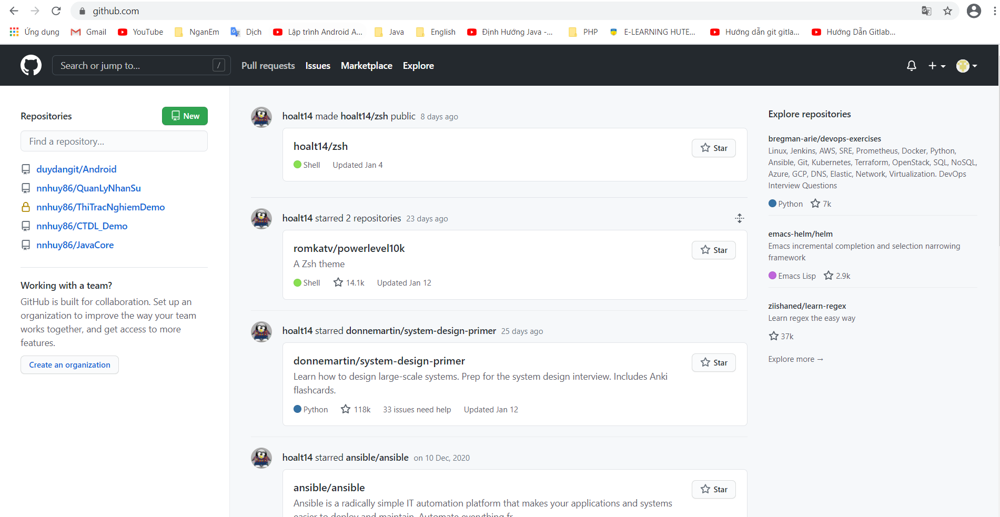 github.com
Ứng dụng Gmail YouTube NganEm Dịch Lập trình Android A... Java English Định Hướng Java -... PHP E-LEARNING HUTE... Hướng dẫn git gitla... Hướng Dẫn Gitlab...
Search or jump to... / Pull requests Issues Marketplace Explore
Repositories New
Find a repository...
duydangit/Android
nnhuy86/QuanLyNhanSu
nnhuy86/ThiTracNghiemDemo
nnhuy86/CTDL_Demo
nnhuy86/JavaCore
Working with a team?
GitHub is built for collaboration. Set up an
organization to improve the way your team
works together, and get access to more
features.
Create an organization
hoalt14 made hoalt14/zsh public 8 days ago
hoalt14/zsh
Star
Shell Updated Jan 4
hoalt14 starred 2 repositories 23 days ago
romkatv/powerlevel10k
Star
A Zsh theme
Shell 14.1k Updated Jan 12
hoalt14 starred donnemartin/system-design-primer 25 days ago
donnemartin/system-design-primer
Star
Learn how to design large-scale systems. Prep for the system design interview. Includes Anki
flashcards.
Python 118k 33 issues need help Updated Jan 12
hoalt14 starred ansible/ansible on 10 Dec, 2020
ansible/ansible
Star
Ansible is a radically simple IT automation platform that makes your applications and systems
easier to deploy and maintain. Automate everything fr
Explore repositories
bregman-arie/devops-exercises
Linux, Jenkins, AWS, SRE, Prometheus, Docker, Python,
Ansible, Git, Kubernetes, Terraform, OpenStack, SQL, NoSQL,
Azure, GCP, DNS, Elastic, Network, Virtualization. DevOps
Interview Questions
Python 7k
emacs-helm/helm
Emacs incremental completion and selection narrowing
framework
Emacs Lisp 2.9k
ziishaned/learn-regex
Learn regex the easy way
37k
Explore more →